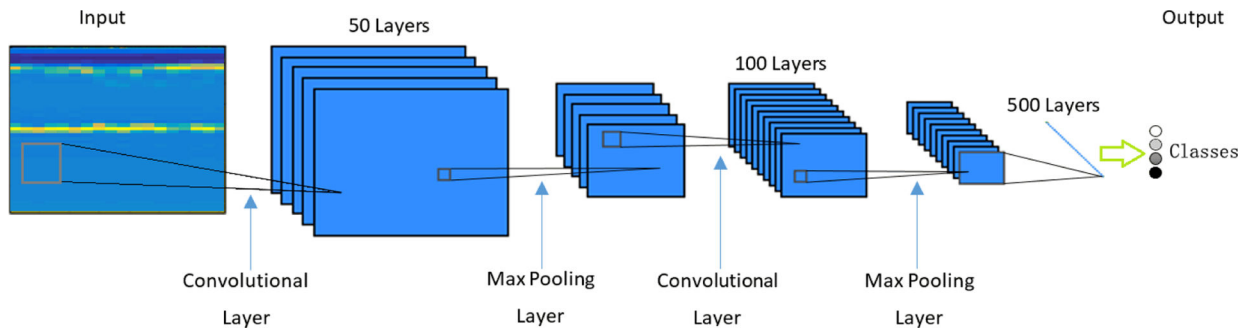 Input
50 Layers
100 Layers
500 Layers
Output
Classes
Convolutional
Layer
Max Pooling
Layer
Convolutional
Layer
Max Pooling
Layer